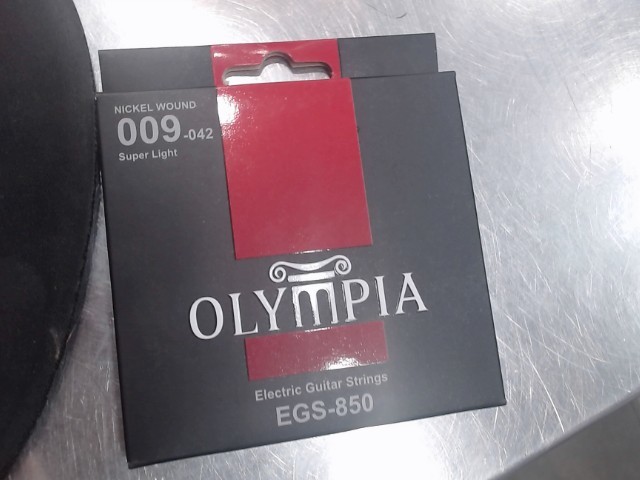 NICKEL WOUND
009-042
Super Light
OLYMPIA
Electric Guitar Strings
EGS-850